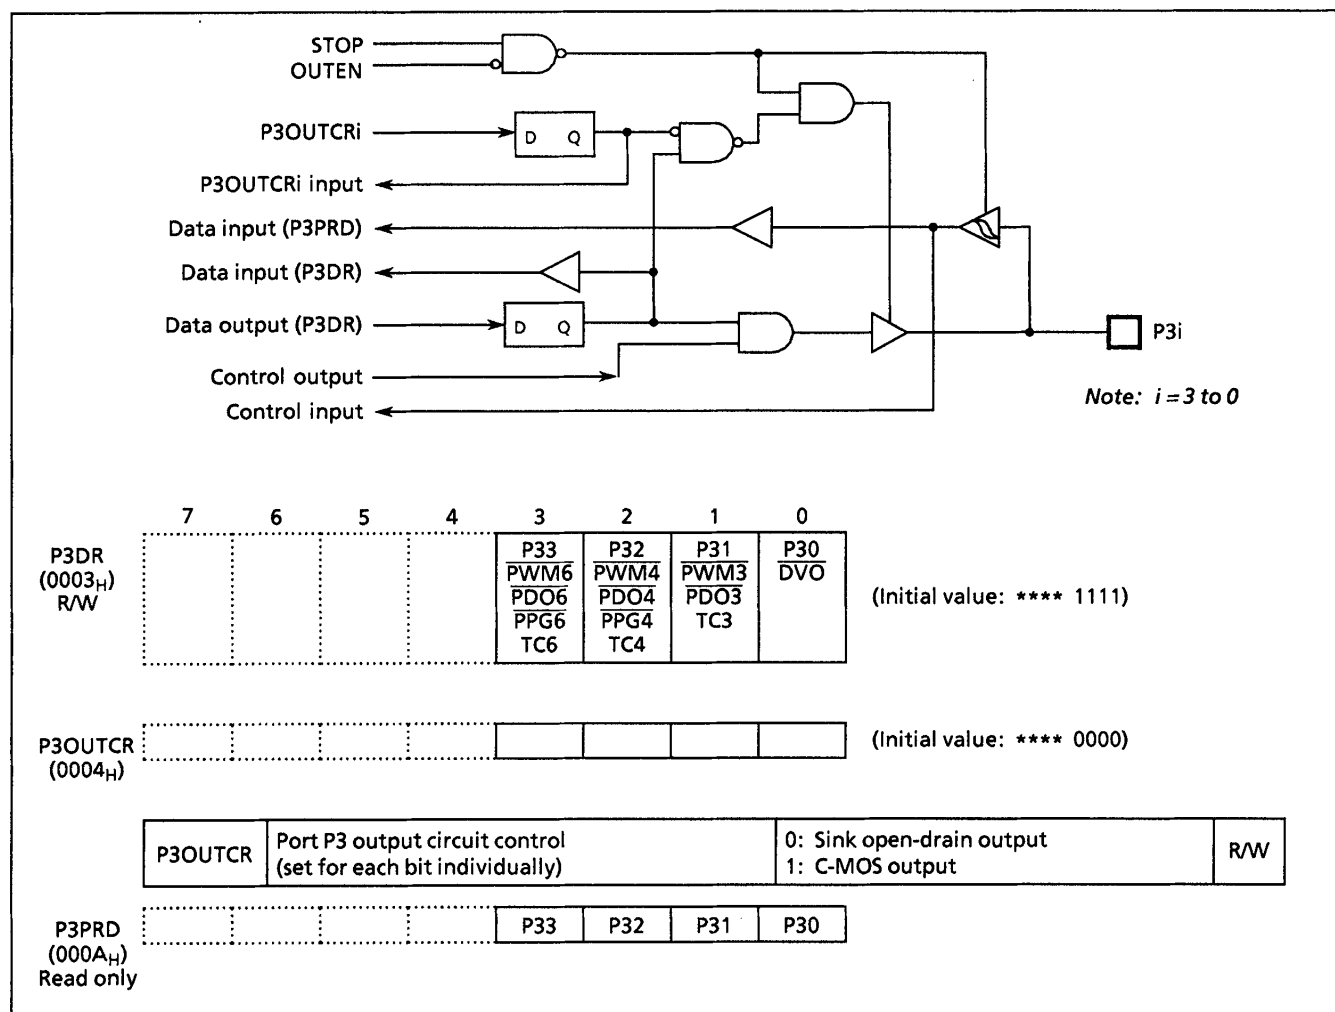 STOP
OUTEN
P3OUTCRi
D Q
P3OUTCRi input
Data input (P3PRD)
Data input (P3DR)
Data output (P3DR)
D Q
P3i
Control output
Control input
Note: i = 3 to 0
7 6 5 4 3 2 1 0
P3DR
(0003H)
R/W
P33
PWM6
PDO6
PPG6
TC6
P32
PWM4
PDO4
PPG4
TC4
P31
PWM3
PDO3
TC3
P30
DVO
(Initial value: **** 1111)
P3OUTCR
(0004H)
(Initial value: **** 0000)
P3OUTCR
Port P3 output circuit control
(set for each bit individually)
0: Sink open-drain output
1: C-MOS output
R/W
P3PRD
(000AH)
Read only
P33 P32 P31 P30